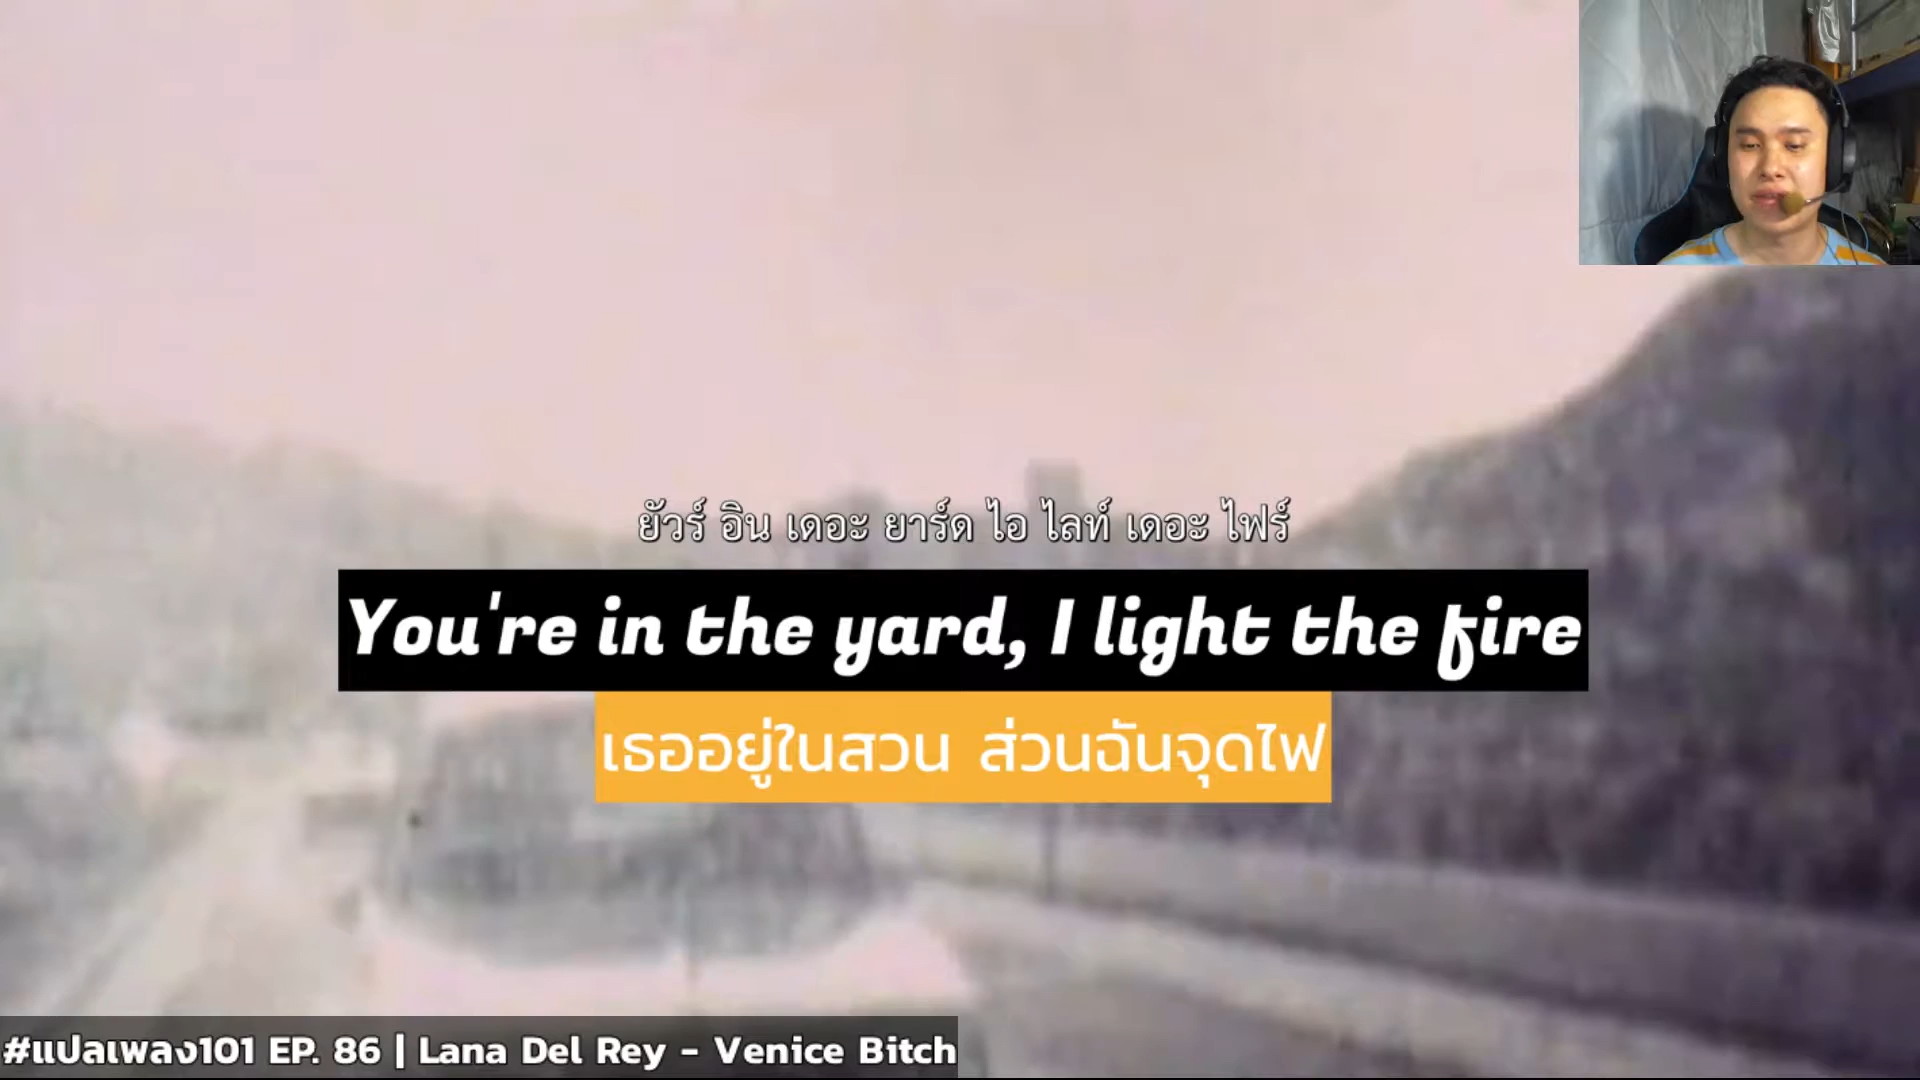 ยัวร์ อิน เดอะ ยาร์ด ไอ ไลท์ เดอะ ไฟร์
You're in the yard, I light the fire
เธออยู่ในสวน ส่วนฉันจุดไฟ
#แปลเพลง101 EP. 86 | Lana Del Rey - Venice Bitch